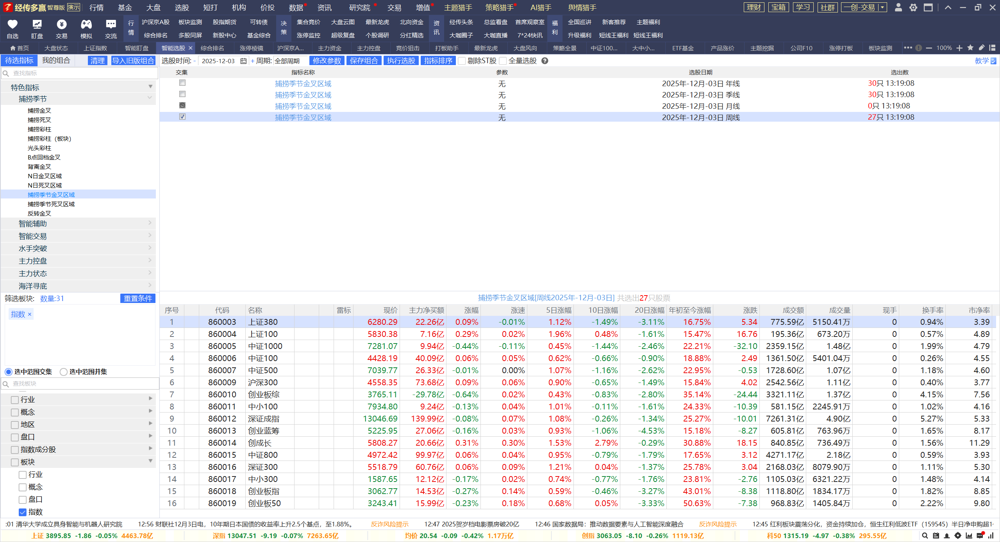 经传多赢 智尊版 演示 行情 基金 大盘 选股 短打 机构 价投 数据 资讯 研究院 交易 增值 主题猎手 策略猎手 AI猎手 舆情猎手 理财 宝箱 学习 社群 一创-交易
自选 盯盘 交易 模拟 交流 行情 沪深京A股 板块监测 股指期货 可转债 决策 集合竞价 大盘云图 最新龙虎 北向资金 资讯 经传头条 总监看盘 首席观察室 福利 全国巡讲 新客推荐 主题福利
综合排名 多股同屏 新股中心 基金综合 涨停监控 超级复盘 个股调研 分红精选 大咖圈子 大咖直播 7*24快讯 升级福利 短线王福利 短线王福利
首页 大盘状态 上证指数 智能盯盘 智能选股 × 综合排名 涨停棱镜 沪深京A... 主力资金 主力控盘 竞价狙击 打板助手 最新龙虎 大盘风向 策略全景 中证100... 大中小... ETF基金 产品涨价 主题挖掘 公司F10 涨停打板 板块监测 ••• 100%
待选指标 我的组合 清理 导入旧版组合 选股时间: - 2025-12-03 + 周期: 全部周期 修改参数 保存组合 执行选股 指标排序 剔除ST股 全量选股 ? 教学
查找指标
特色指标
捕捞季节
捕捞金叉
捕捞死叉
捕捞彩柱
捕捞彩柱（板块）
光头彩柱
B点回档金叉
背离金叉
N日金叉区域
N日死叉区域
捕捞季节金叉区域
捕捞季节死叉区域
反转金叉
智能辅助
智能交易
水手突破
主力控盘
主力状态
海洋寻底
交集 指标名称 参数 选股日期 选出数
捕捞季节金叉区域 无 2025年-12月-03日 年线 30只 13:19:08
捕捞季节金叉区域 无 2025年-12月-03日 季线 30只 13:19:08
捕捞季节金叉区域 无 2025年-12月-03日 月线 0只 13:19:08
捕捞季节金叉区域 无 2025年-12月-03日 周线 27只 13:19:08
筛选板块: 数量:31 重置条件
指数 ×
选中范围交集 选中范围并集
查找板块
行业
概念
地区
盘口
指数成分股
板块
行业
概念
盘口
指数
捕捞季节金叉区域[周线2025年-12月-03日] 共选出27只股票
序号 代码 名称 雷标 现价 主力净买额 涨幅 涨速 5日涨幅 10日涨幅 20日涨幅 年初至今涨幅 涨跌 成交额 成交量 现手 换手率 市净率
1 860003 上证380 6280.29 22.26亿 0.09% -0.01% 1.12% -1.49% -3.11% 16.75% 5.34 775.59亿 5150.41万 0 0.94% 3.39
2 860004 上证100 5830.38 7.16亿 0.29% 0.02% 1.96% 0.48% -1.61% 15.47% 16.76 195.36亿 673.20万 0 0.57% 4.89
3 860005 中证1000 7281.07 9.94亿 -0.44% -0.11% 0.45% -1.44% -2.46% 22.21% -32.10 2359.15亿 1.48亿 0 1.99% 4.79
4 860006 中证100 4428.19 40.09亿 0.06% 0.05% 0.62% -0.66% -0.90% 18.88% 2.49 1361.50亿 5401.04万 0 0.26% 4.55
5 860007 中证500 7039.77 26.33亿 -0.01% 0.00% 1.07% -1.16% -2.62% 22.95% -0.53 1728.60亿 1.07亿 0 1.18% 4.60
6 860009 沪深300 4558.35 73.68亿 0.09% 0.06% 0.90% -0.65% -1.49% 15.84% 4.02 2542.56亿 1.11亿 0 0.40% 3.77
7 860010 创业板综 3765.11 -29.78亿 -0.64% 0.02% 0.43% -0.83% -2.80% 35.14% -24.44 3321.11亿 1.37亿 0 4.15% 7.56
8 860011 中小100 7934.80 9.24亿 -0.13% 0.04% 1.01% -0.11% -1.61% 24.33% -10.39 581.15亿 2245.91万 0 1.02% 4.16
9 860012 深证成指 13046.69 139.99亿 -0.08% 0.07% 1.08% -0.26% -1.34% 25.27% -10.01 7261.31亿 4.90亿 0 5.27% 5.33
10 860013 创业蓝筹 5225.95 27.06亿 -0.16% 0.03% 0.93% -1.06% -4.53% 15.18% -8.27 605.81亿 763.96万 0 1.65% 8.17
11 860014 创成长 5808.27 20.66亿 0.31% 0.30% 1.53% 2.79% -0.29% 30.88% 18.15 840.85亿 736.49万 0 1.56% 11.29
12 860015 中证800 4972.42 99.97亿 0.06% 0.04% 0.95% -0.79% -1.79% 17.65% 3.12 4271.17亿 2.18亿 0 0.59% 3.93
13 860016 深证300 5518.79 60.76亿 0.06% 0.09% 1.21% 0.04% -1.37% 25.78% 3.04 2168.03亿 8079.90万 0 1.11% 5.30
14 860017 中小300 1587.65 12.12亿 -0.17% 0.02% 0.74% -0.77% -1.76% 23.81% -2.76 1105.03亿 6321.22万 0 1.48% 4.14
15 860018 创业板指 3062.77 14.53亿 -0.27% 0.14% 0.59% -0.46% -3.27% 43.01% -8.38 1118.80亿 1834.17万 0 1.82% 8.85
16 860019 创业板50 3243.41 15.99亿 -0.23% 0.18% 0.68% 0.05% -3.33% 50.63% -7.38 968.83亿 1405.84万 0 2.22% 9.80
:01 清华大学成立具身智能与机器人研究院 12:56 财联社12月3日电，10年期日本国债的收益率上升2.5个基点，至1.88%。 反诈风险提示 12:47 2025贺岁档电影票房破20亿 12:46 国家数据局：推动数据要素与人工智能深度融合 反诈风险提示 12:45 红利板块震荡分化，资金持续加仓，恒生红利低波ETF（159545）半日净申购超1
上证 3895.85 -1.86 -0.05% 4463.78亿 深指 13047.51 -9.19 -0.07% 7263.65亿 均价 20.54 -0.09 -0.42% 1.17万亿 创指 3063.05 -8.10 -0.26% 1119.13亿 科50 1315.19 -4.97 -0.38% 295.55亿